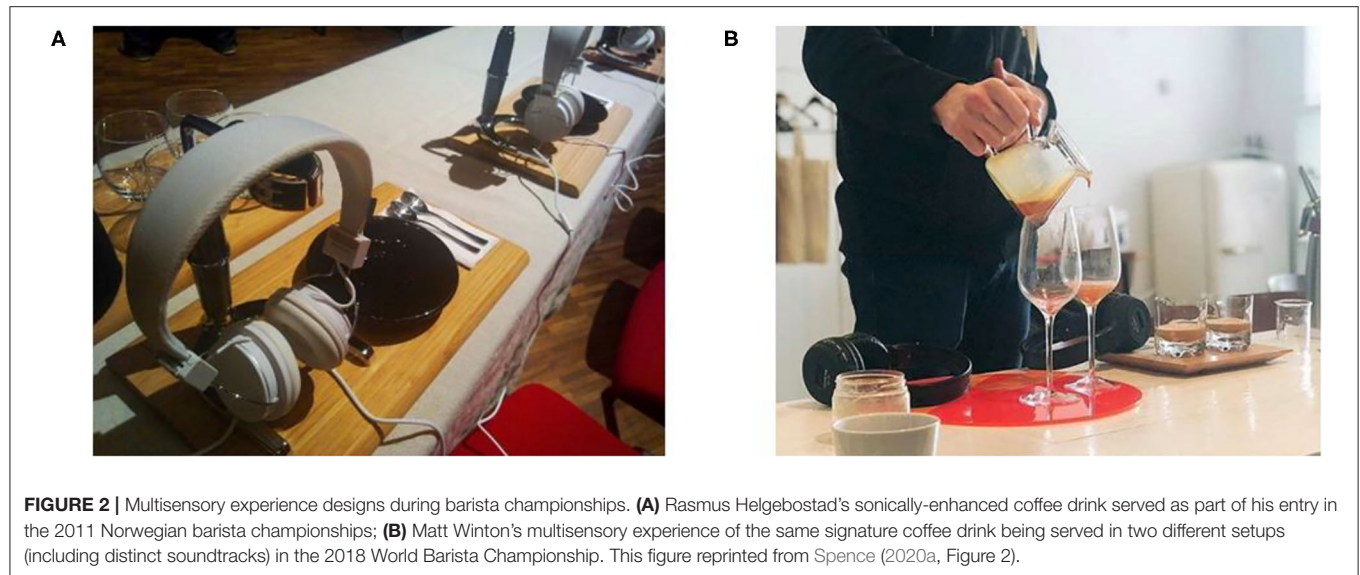 A
B
FIGURE 2 | Multisensory experience designs during barista championships. (A) Rasmus Helgebostad's sonically-enhanced coffee drink served as part of his entry in
the 2011 Norwegian barista championships; (B) Matt Winton's multisensory experience of the same signature coffee drink being served in two different setups
(including distinct soundtracks) in the 2018 World Barista Championship. This figure reprinted from Spence (2020a, Figure 2).